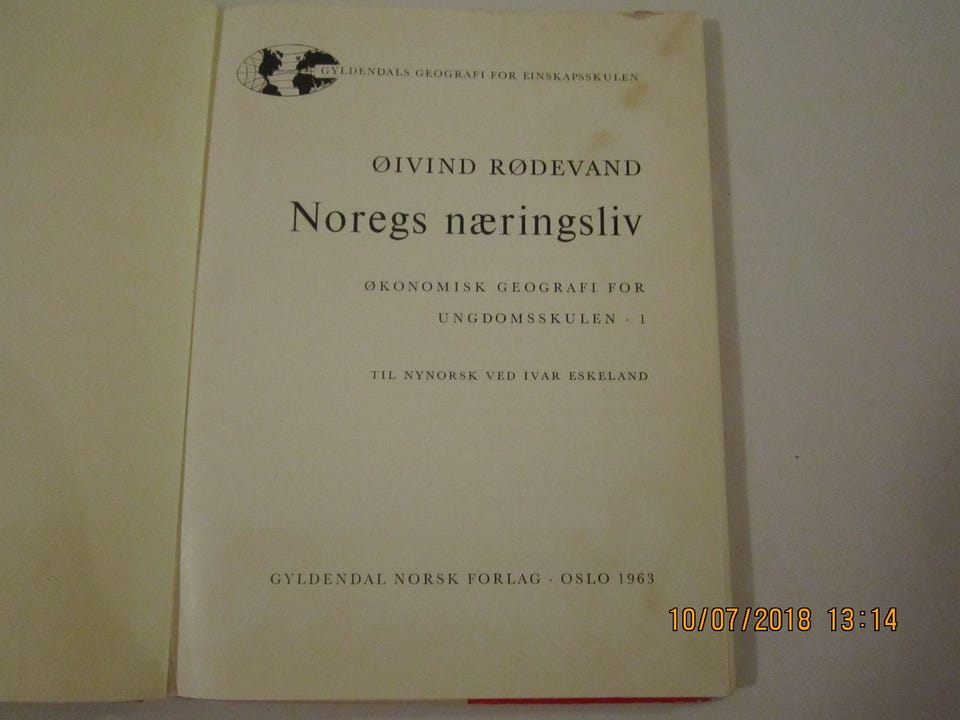 GYLDENDALS GEOGRAFI FOR EINSKAPSSKULEN
ØIVIND RØDEVAND
Noregs næringsliv
ØKONOMISK GEOGRAFI FOR
UNGDOMSSKULEN · 1
TIL NYNORSK VED IVAR ESKELAND
GYLDENDAL NORSK FORLAG · OSLO 1963
10/07/2018 13:14